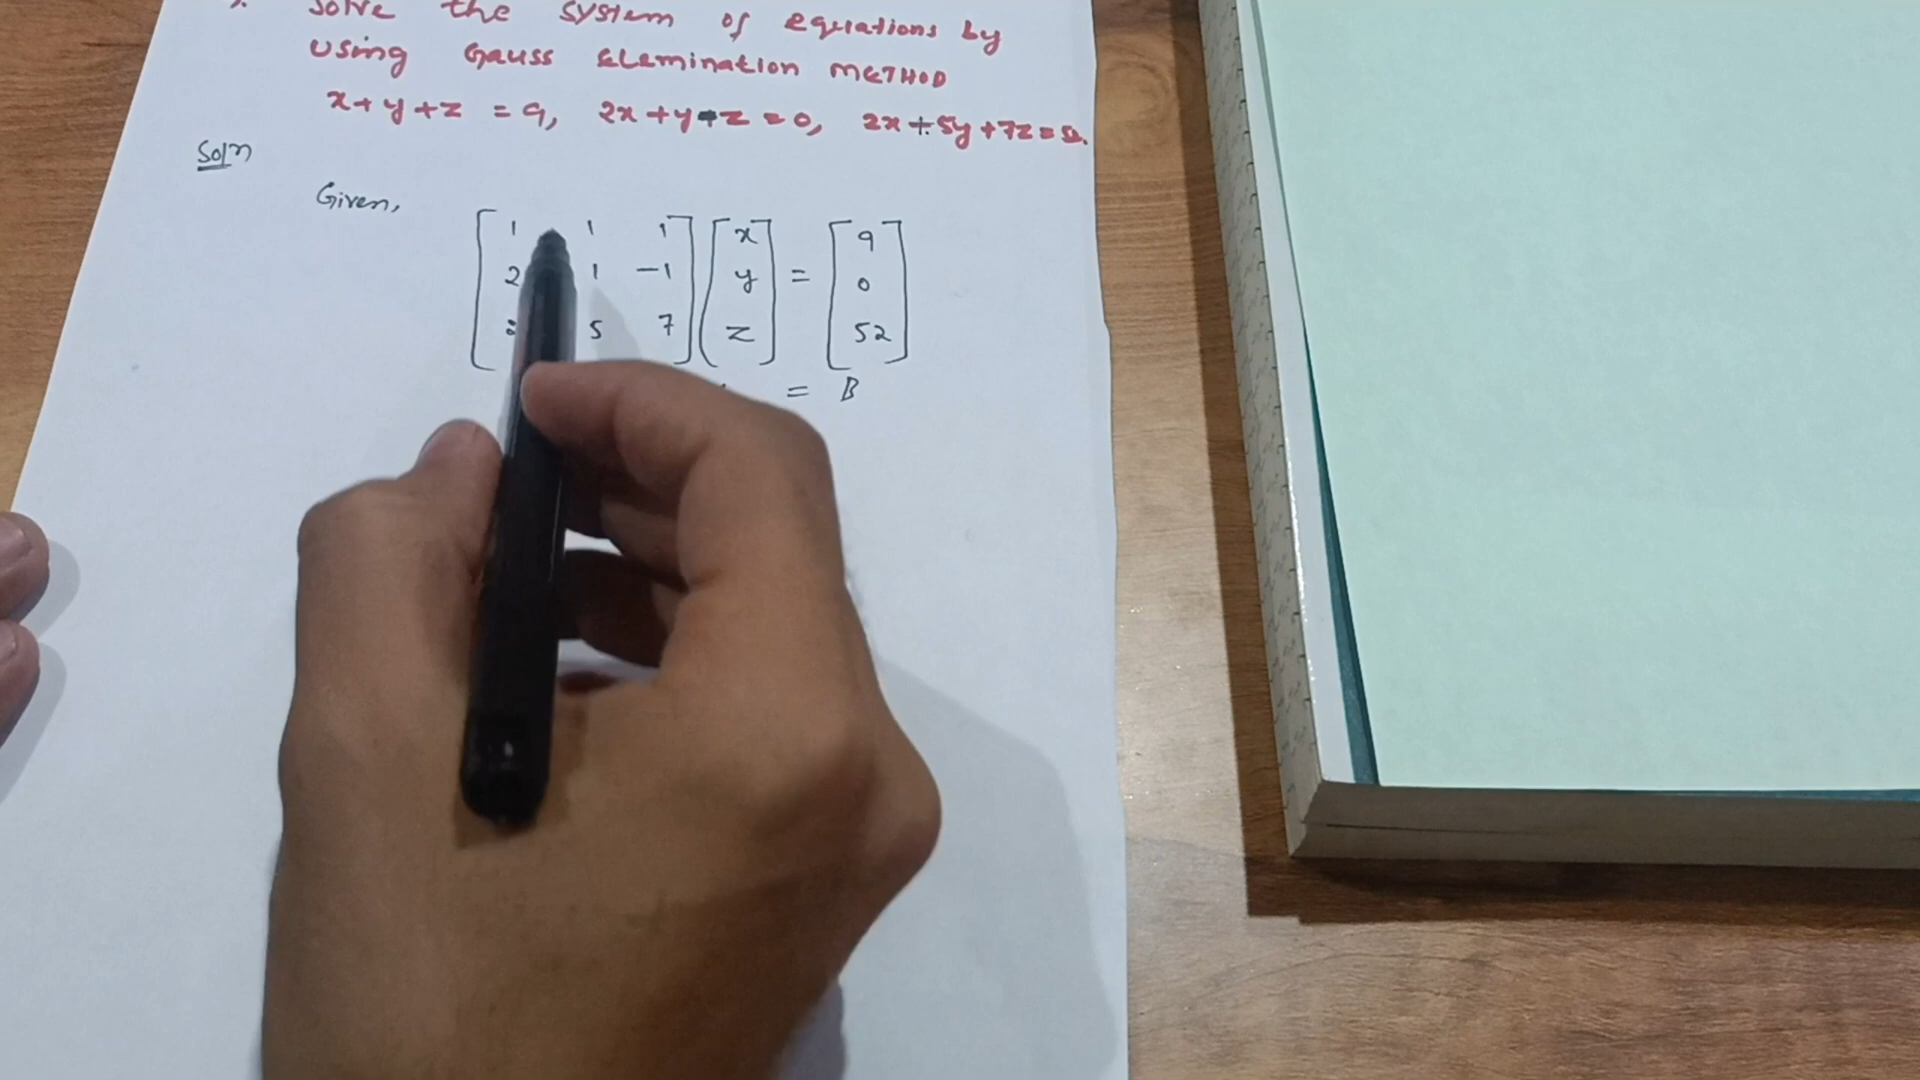 Solve the system of equations by
using Gauss elemination METHOD
x+y+z = 9, 2x+y-z=0, 2x+5y+7z=52.
Soln
Given,
1 1 1 x 9
2 1 -1 y = 0
5 7 z 52
= B